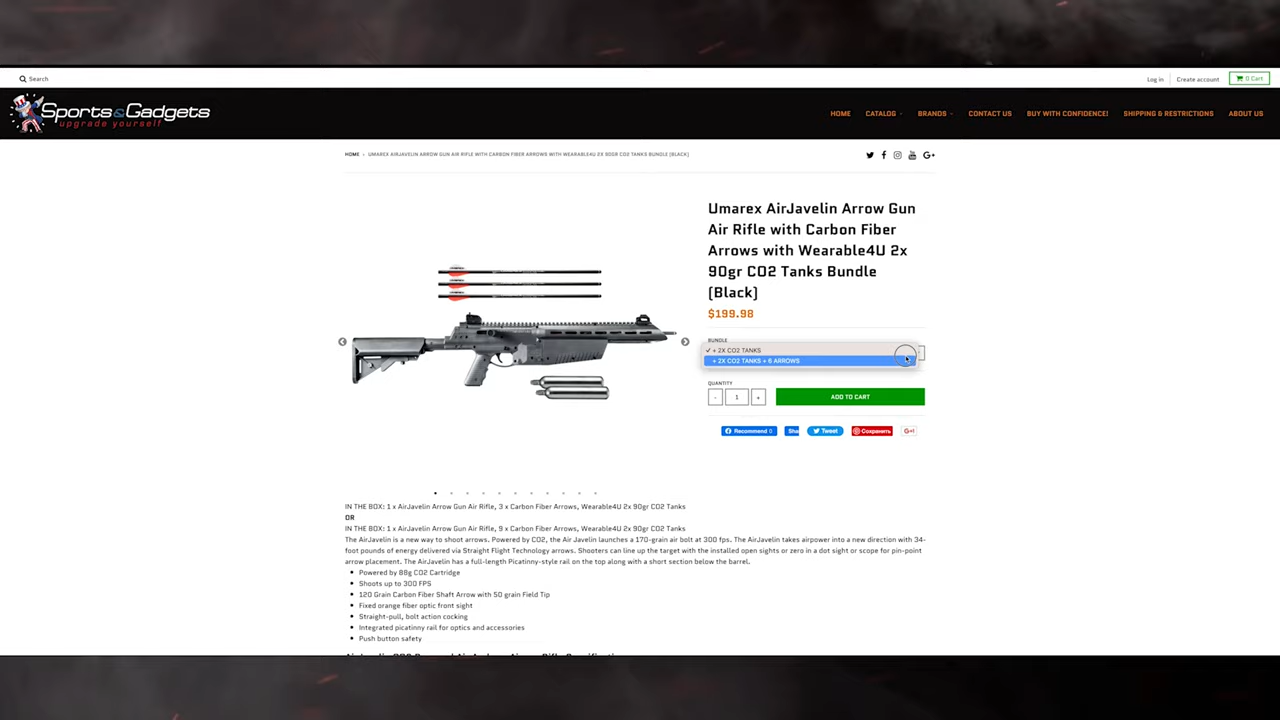 Search
Log in
Create account
0 Cart
Sports&Gadgets
upgrade yourself
HOME
CATALOG
BRANDS
CONTACT US
BUY WITH CONFIDENCE!
SHIPPING & RESTRICTIONS
ABOUT US
HOME › UMAREX AIRJAVELIN ARROW GUN AIR RIFLE WITH CARBON FIBER ARROWS WITH WEARABLE4U 2X 90GR CO2 TANKS BUNDLE (BLACK)
Umarex AirJavelin Arrow Gun
Air Rifle with Carbon Fiber
Arrows with Wearable4U 2x
90gr CO2 Tanks Bundle
(Black)
$199.98
BUNDLE
✓ + 2X CO2 TANKS
+ 2X CO2 TANKS + 6 ARROWS
QUANTITY
- 1 +
ADD TO CART
Recommend 0
Sha
Tweet
Сохранить
G+1
IN THE BOX: 1 x AirJavelin Arrow Gun Air Rifle, 3 x Carbon Fiber Arrows, Wearable4U 2x 90gr CO2 Tanks
OR
IN THE BOX: 1 x AirJavelin Arrow Gun Air Rifle, 9 x Carbon Fiber Arrows, Wearable4U 2x 90gr CO2 Tanks
The AirJavelin is a new way to shoot arrows. Powered by CO2, the Air Javelin launches a 170-grain air bolt at 300 fps. The AirJavelin takes airpower into a new direction with 34-
foot pounds of energy delivered via Straight Flight Technology arrows. Shooters can line up the target with the installed open sights or zero in a dot sight or scope for pin-point
arrow placement. The AirJavelin has a full-length Picatinny-style rail on the top along with a short section below the barrel.
Powered by 88g CO2 Cartridge
Shoots up to 300 FPS
120 Grain Carbon Fiber Shaft Arrow with 50 grain Field Tip
Fixed orange fiber optic front sight
Straight-pull, bolt action cocking
Integrated picatinny rail for optics and accessories
Push button safety